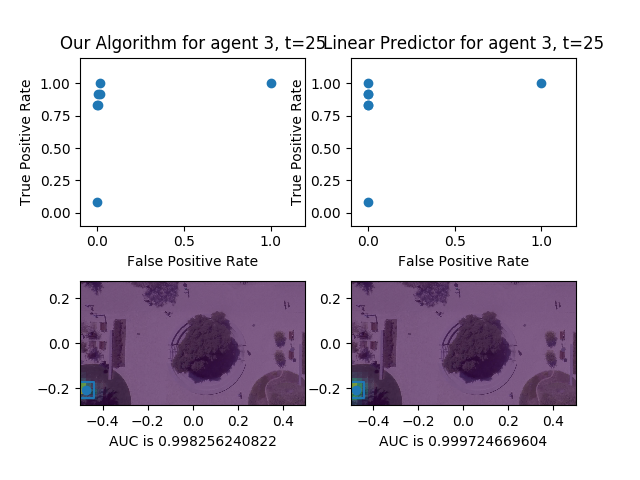 Our Algorithm for agent 3, t=25
Linear Predictor for agent 3, t=25
True Positive Rate
1.00
0.75
0.50
0.25
0.00
0.0 0.5 1.0
False Positive Rate
True Positive Rate
1.00
0.75
0.50
0.25
0.00
0.0 0.5 1.0
False Positive Rate
0.2
0.0
−0.2
−0.4 −0.2 0.0 0.2 0.4
AUC is 0.998256240822
0.2
0.0
−0.2
−0.4 −0.2 0.0 0.2 0.4
AUC is 0.999724669604